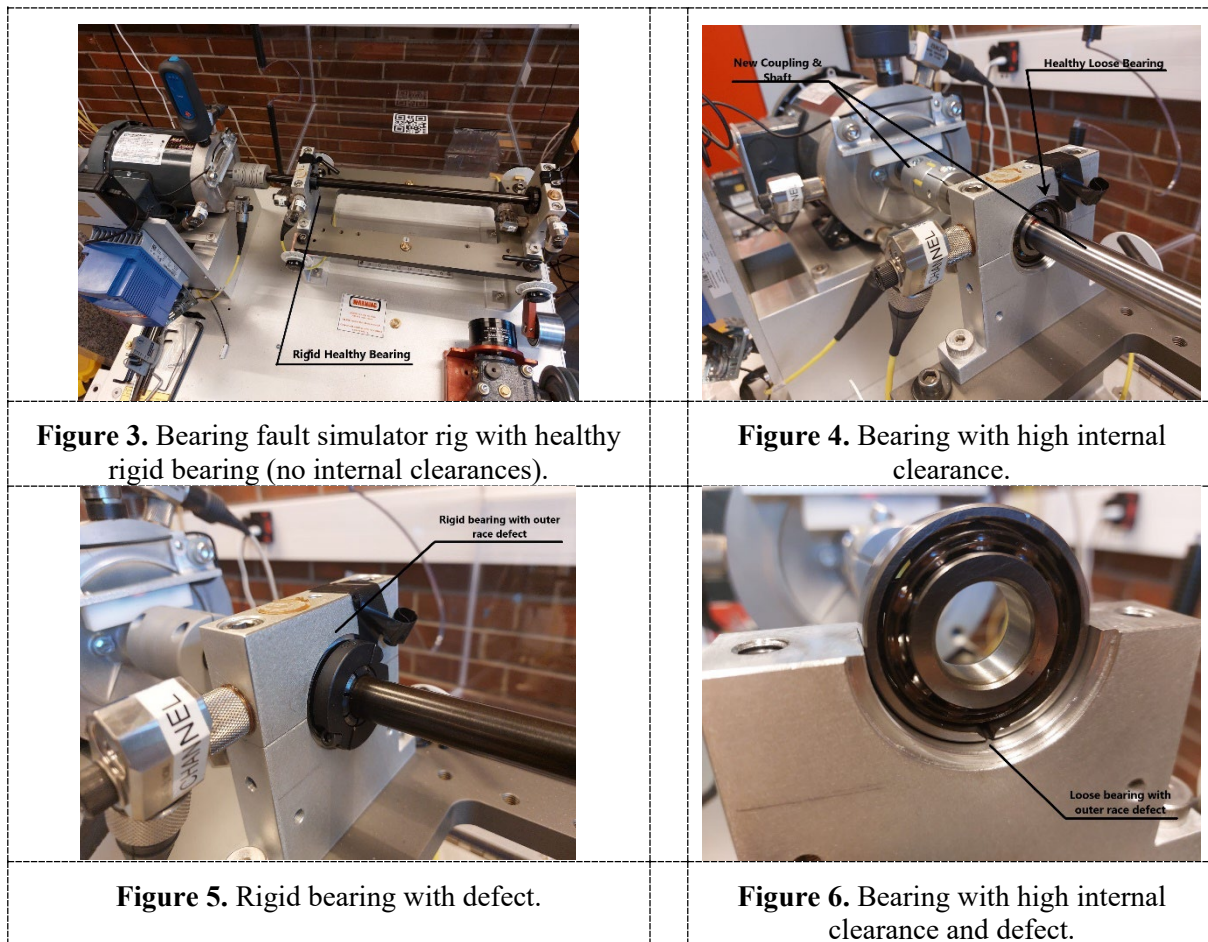 Rigid Healthy Bearing
WARNING
New Coupling &
Shaft
Healthy Loose Bearing
CHANNEL
CHANNEL
Figure 3. Bearing fault simulator rig with healthy
rigid bearing (no internal clearances).
Figure 4. Bearing with high internal
clearance.
Rigid bearing with outer
race defect
CHANNEL
Loose bearing with
outer race defect
Figure 5. Rigid bearing with defect.
Figure 6. Bearing with high internal
clearance and defect.